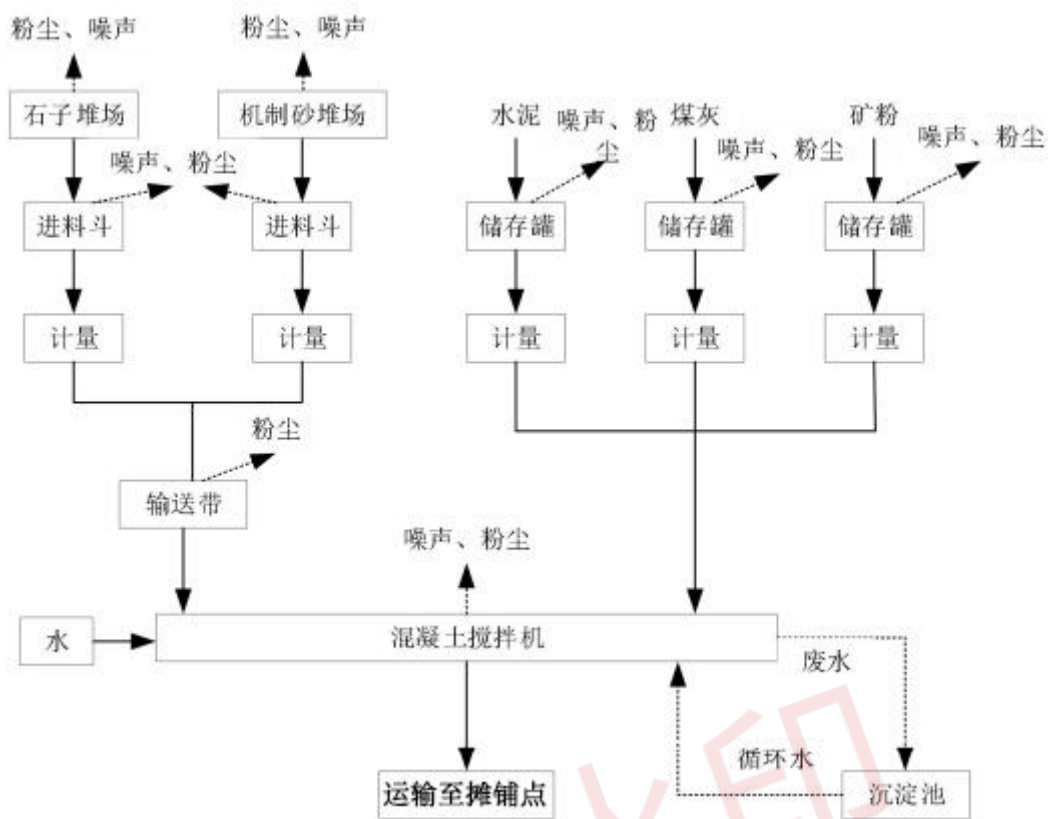 粉尘、噪声
粉尘、噪声
石子堆场
机制砂堆场
水泥
噪声、粉
尘
煤灰
矿粉
噪声、粉尘
噪声、粉尘
噪声、粉尘
进料斗
进料斗
储存罐
储存罐
储存罐
计量
计量
计量
计量
计量
粉尘
输送带
噪声、粉尘
水
混凝土搅拌机
废水
循环水
运输至摊铺点
沉淀池
水印